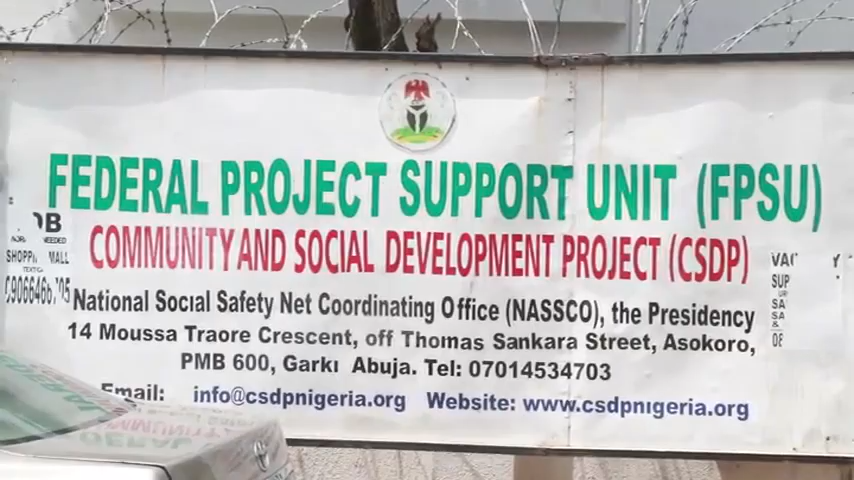 FEDERAL PROJECT SUPPORT UNIT (FPSU)
COMMUNITY AND SOCIAL DEVELOPMENT PROJECT (CSDP)
National Social Safety Net Coordinating Office (NASSCO), the Presidency
14 Moussa Traore Crescent, off Thomas Sankara Street, Asokoro,
PMB 600, Garki Abuja. Tel: 07014534703
Email: info@csdpnigeria.org Website: www.csdpnigeria.org
NEEDED
MALL